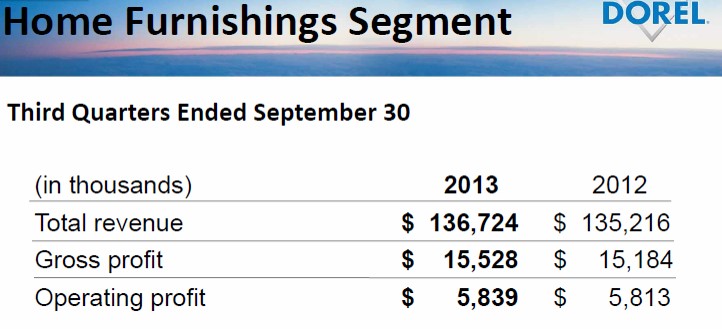 Home Furnishings Segment
DOREL
Third Quarters Ended September 30
(in thousands) 2013 2012
Total revenue $ 136,724 $ 135,216
Gross profit $ 15,528 $ 15,184
Operating profit $ 5,839 $ 5,813